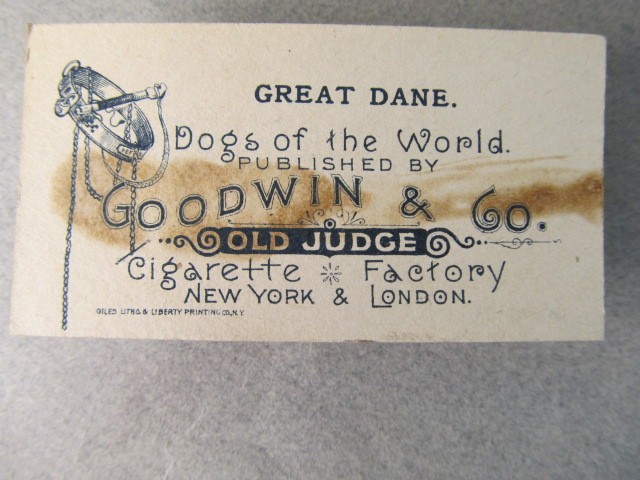 GREAT DANE.
Dogs of the World.
PUBLISHED BY
GOODWIN & Co.
OLD JUDGE
Cigarette Factory
NEW YORK & LONDON.
GILES LITHO. & LIBERTY PRINTING CO. N.Y.